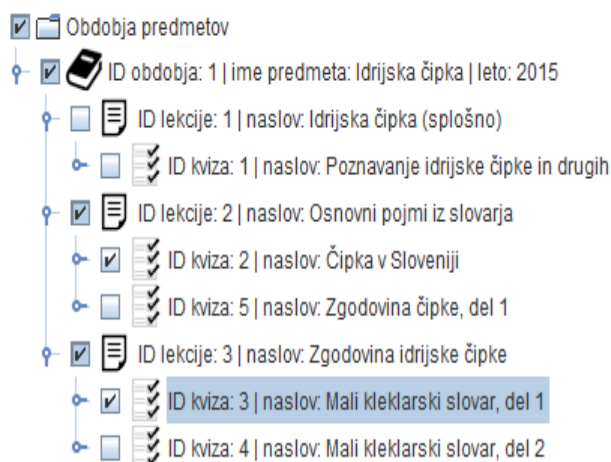 Obdobja predmetov
ID obdobja: 1 | ime predmeta: Idrijska čipka | leto: 2015
ID lekcije: 1 | naslov: Idrijska čipka (splošno)
ID kviza: 1 | naslov: Poznavanje idrijske čipke in drugih
ID lekcije: 2 | naslov: Osnovni pojmi iz slovarja
ID kviza: 2 | naslov: Čipka v Sloveniji
ID kviza: 5 | naslov: Zgodovina čipke, del 1
ID lekcije: 3 | naslov: Zgodovina idrijske čipke
ID kviza: 3 | naslov: Mali kleklarski slovar, del 1
ID kviza: 4 | naslov: Mali kleklarski slovar, del 2